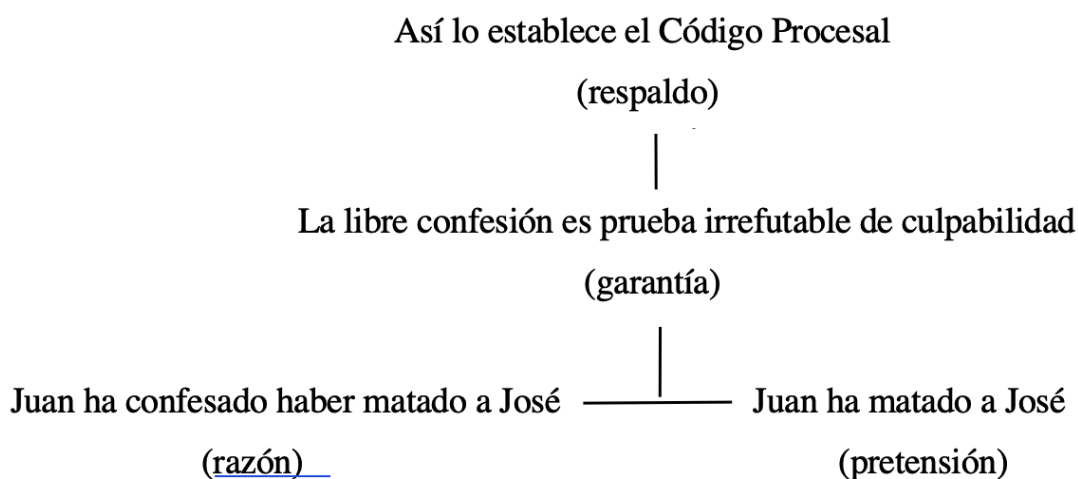 Así lo establece el Código Procesal
(respaldo)
La libre confesión es prueba irrefutable de culpabilidad
(garantía)
Juan ha confesado haber matado a José
Juan ha matado a José
(razón)
(pretensión)